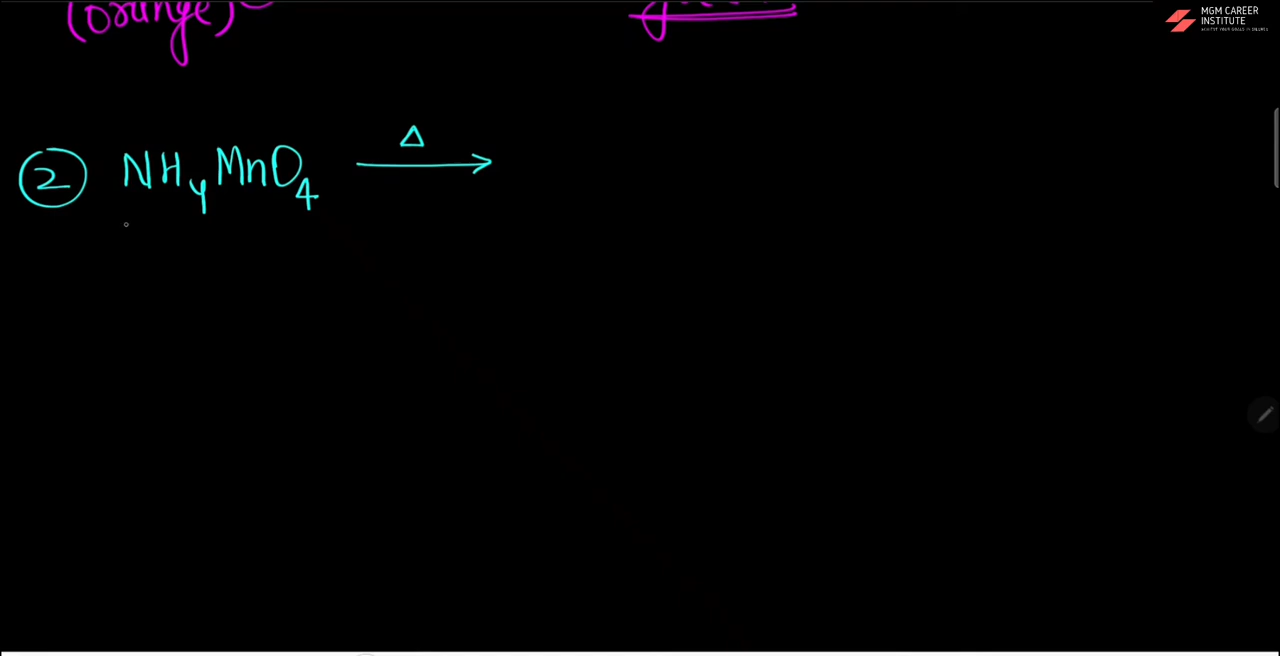 (orange)
MGM CAREER
INSTITUTE
② NH₄MnO₄ —Δ→